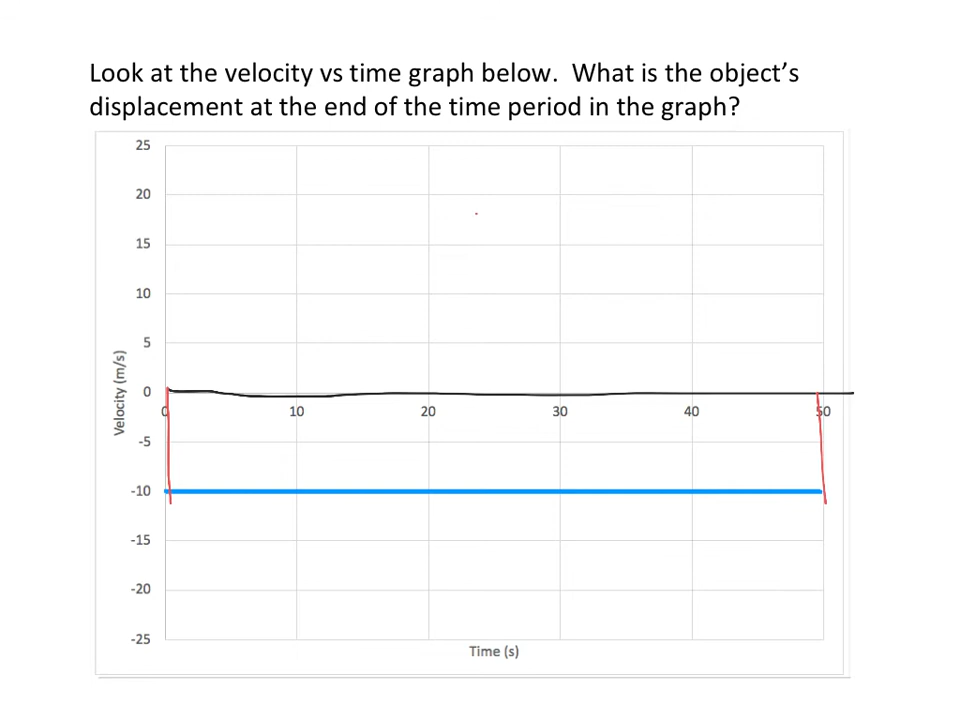 Look at the velocity vs time graph below.  What is the object’s
displacement at the end of the time period in the graph?
25
20
15
10
5
0
-5
-10
-15
-20
-25
Velocity (m/s)
0 10 20 30 40 50
Time (s)